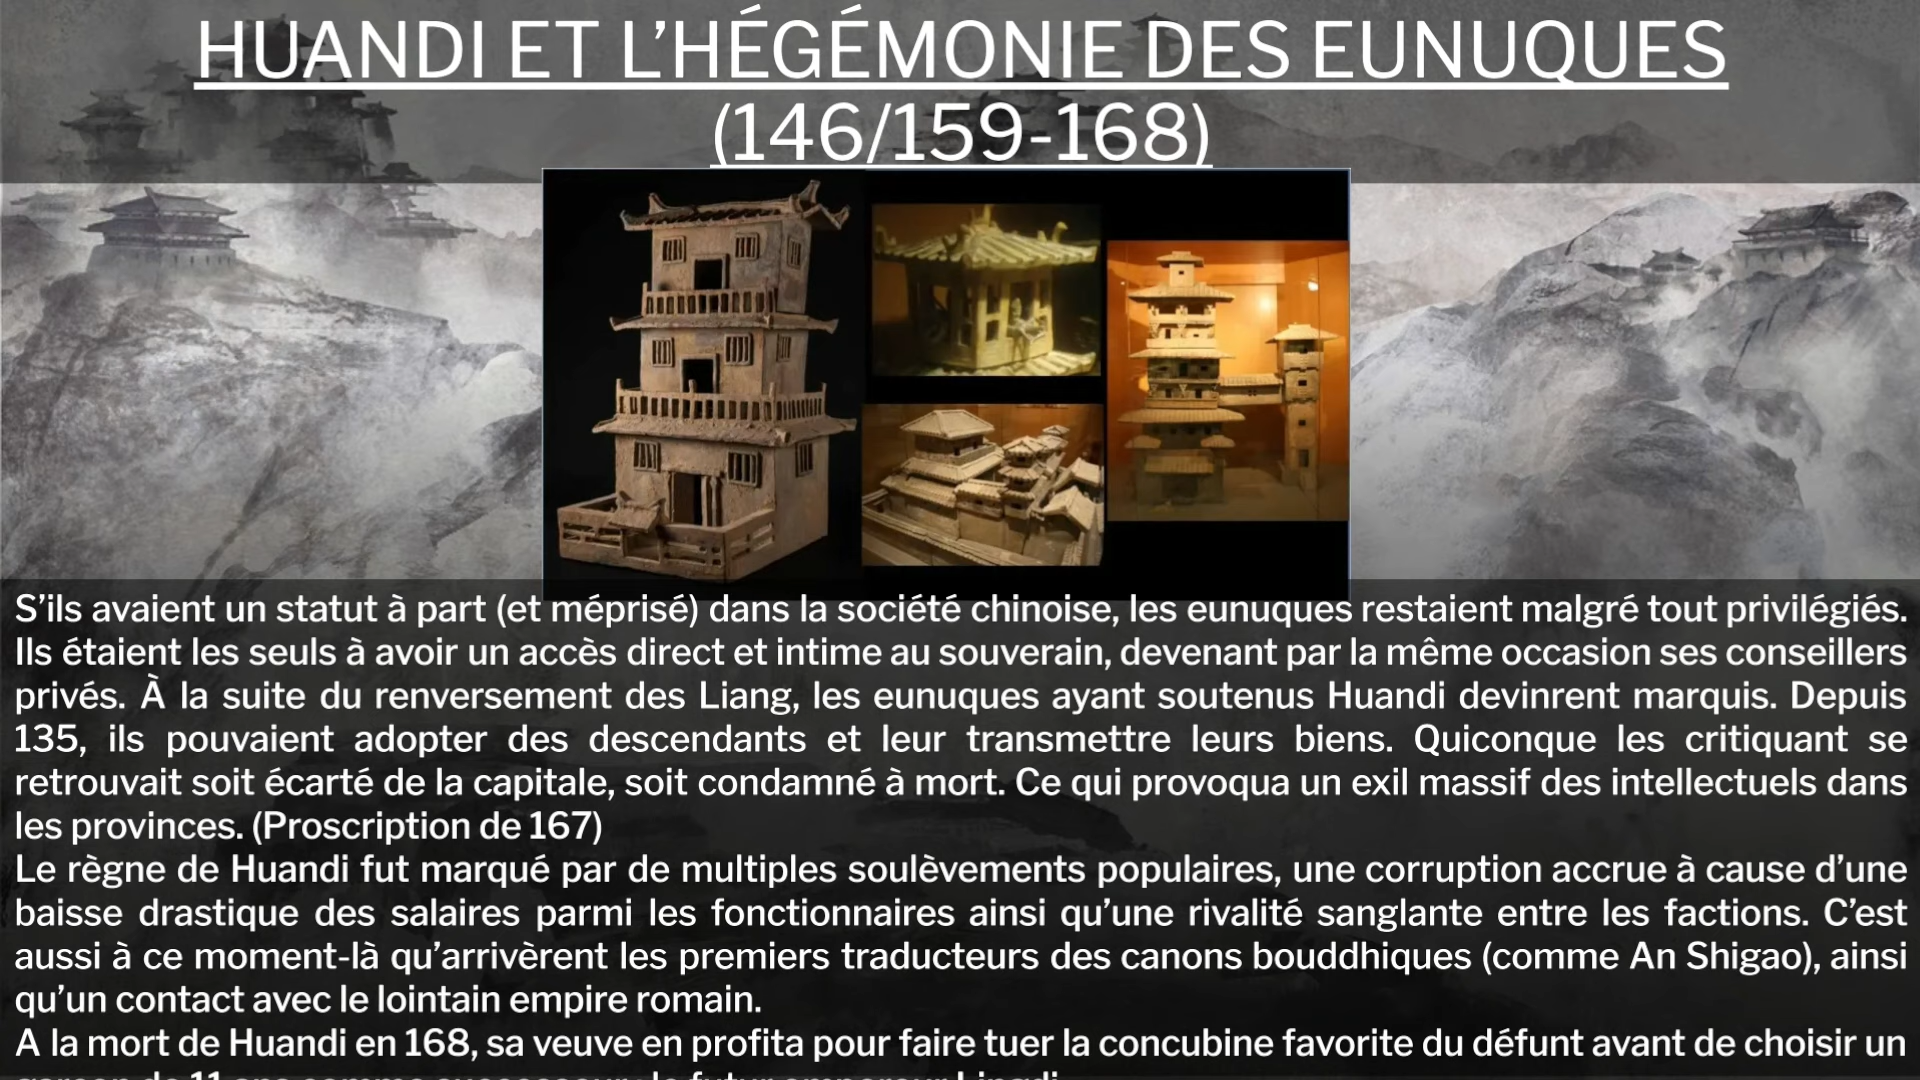 HUANDI ET L’HÉGÉMONIE DES EUNUQUES
(146/159-168)
S’ils avaient un statut à part (et méprisé) dans la société chinoise, les eunuques restaient malgré tout privilégiés.
Ils étaient les seuls à avoir un accès direct et intime au souverain, devenant par la même occasion ses conseillers
privés. À la suite du renversement des Liang, les eunuques ayant soutenus Huandi devinrent marquis. Depuis
135, ils pouvaient adopter des descendants et leur transmettre leurs biens. Quiconque les critiquant se
retrouvait soit écarté de la capitale, soit condamné à mort. Ce qui provoqua un exil massif des intellectuels dans
les provinces. (Proscription de 167)
Le règne de Huandi fut marqué par de multiples soulèvements populaires, une corruption accrue à cause d’une
baisse drastique des salaires parmi les fonctionnaires ainsi qu’une rivalité sanglante entre les factions. C’est
aussi à ce moment-là qu’arrivèrent les premiers traducteurs des canons bouddhiques (comme An Shigao), ainsi
qu’un contact avec le lointain empire romain.
A la mort de Huandi en 168, sa veuve en profita pour faire tuer la concubine favorite du défunt avant de choisir un